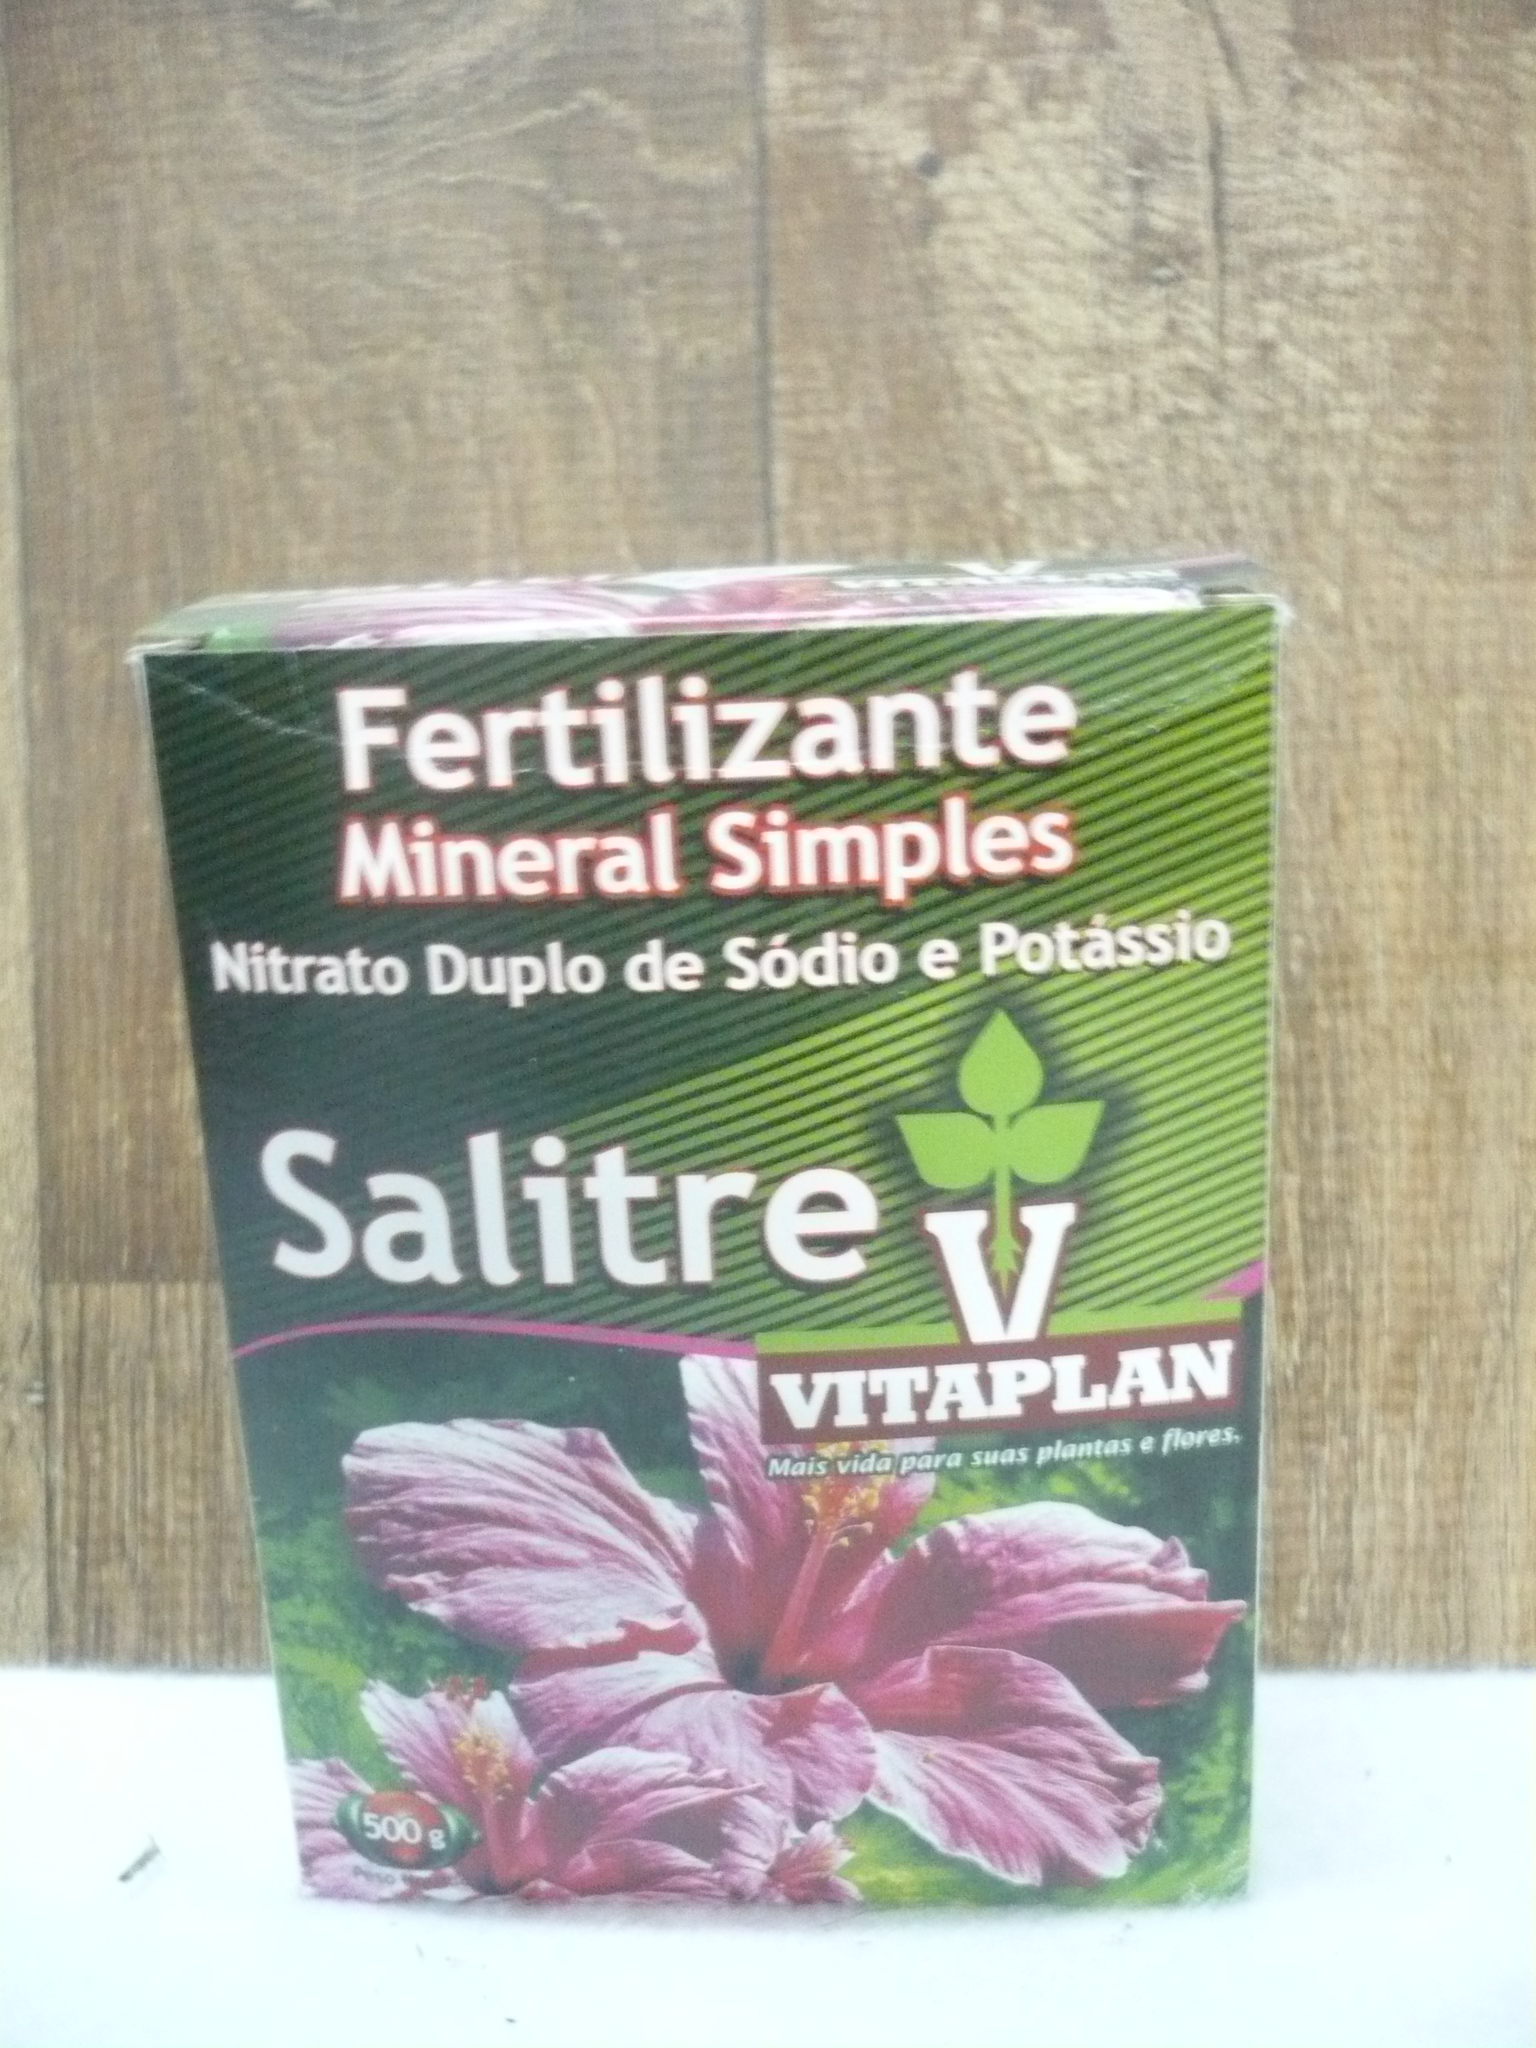 Fertilizante
Mineral Simples
Nitrato Duplo de Sódio e Potássio
Salitre
V
VITAPLAN
Mais vida para suas plantas e flores.
500 g